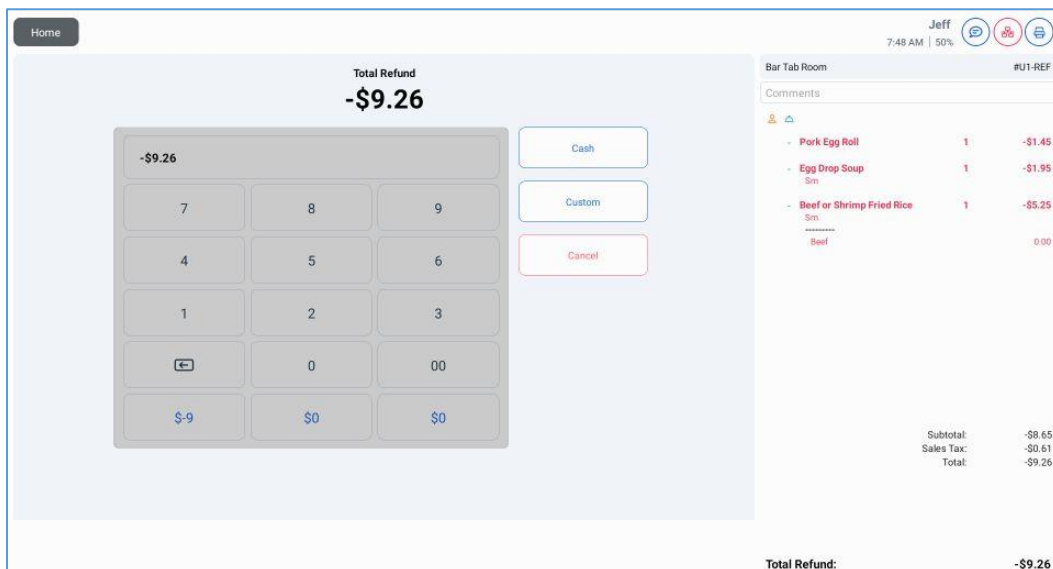 Home
Jeff
7:48 AM | 50%
Total Refund
-$9.26
-$9.26
7 8 9
4 5 6
1 2 3
0 00
$-9 $0 $0
Cash
Custom
Cancel
Bar Tab Room #U1-REF
Comments
- Pork Egg Roll 1 -$1.45
- Egg Drop Soup 1 -$1.95
Sm
- Beef or Shrimp Fried Rice 1 -$5.25
Sm
---------
Beef 0.00
Subtotal: -$8.65
Sales Tax: -$0.61
Total: -$9.26
Total Refund: -$9.26